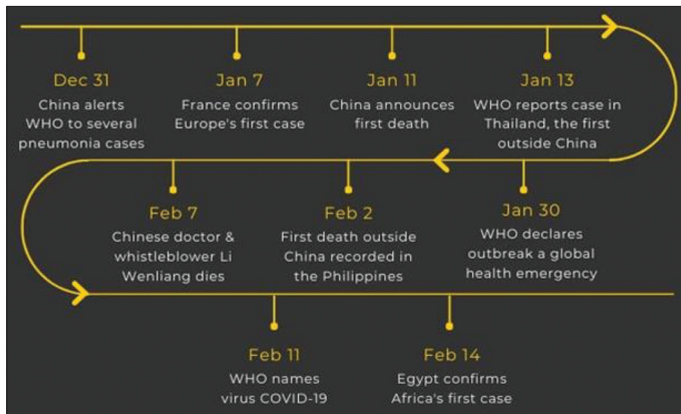 Dec 31
China alerts
WHO to several
pneumonia cases
Jan 7
France confirms
Europe's first case
Jan 11
China announces
first death
Jan 13
WHO reports case in
Thailand, the first
outside China
Jan 30
WHO declares
outbreak a global
health emergency
Feb 2
First death outside
China recorded in
the Philippines
Feb 7
Chinese doctor &
whistleblower Li
Wenliang dies
Feb 11
WHO names
virus COVID-19
Feb 14
Egypt confirms
Africa's first case